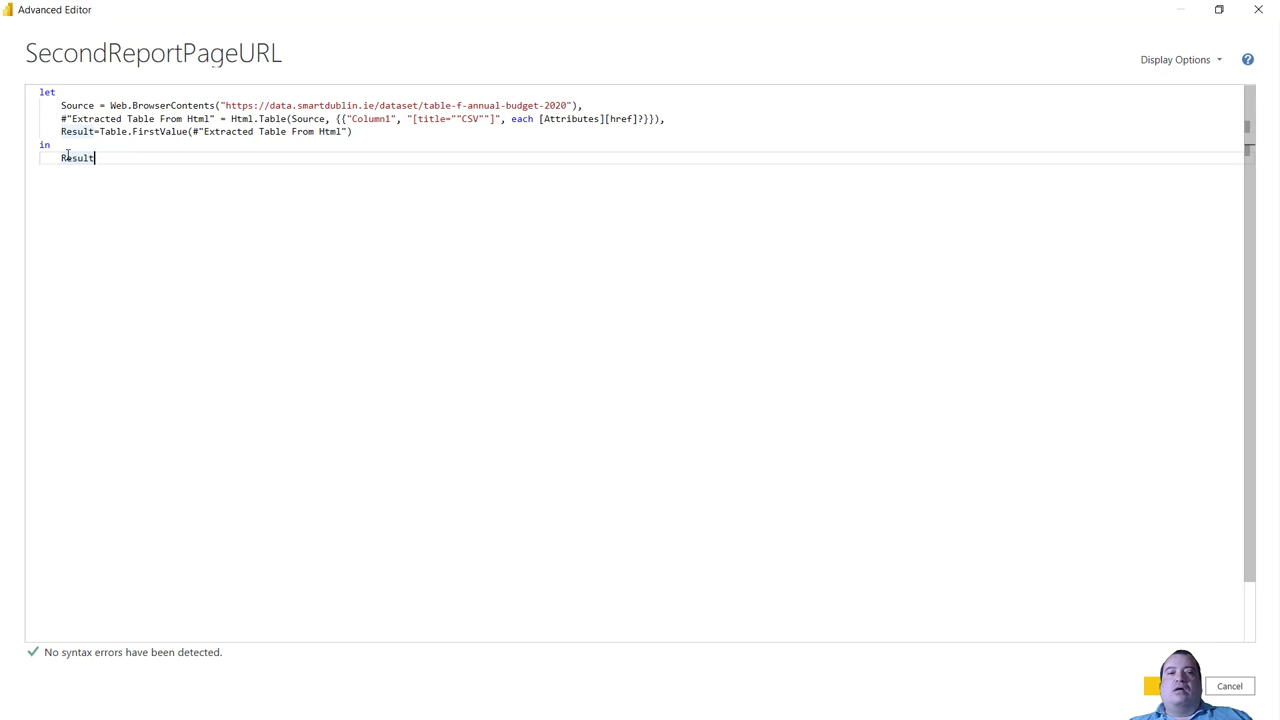 Advanced Editor
SecondReportPageURL
Display Options
?
let
Source = Web.BrowserContents("https://data.smartdublin.ie/dataset/table-f-annual-budget-2020"),
#"Extracted Table From Html" = Html.Table(Source, {{"Column1", "[title=""CSV""]", each [Attributes][href]?}}),
Result=Table.FirstValue(#"Extracted Table From Html")
in
Result
No syntax errors have been detected.
Cancel